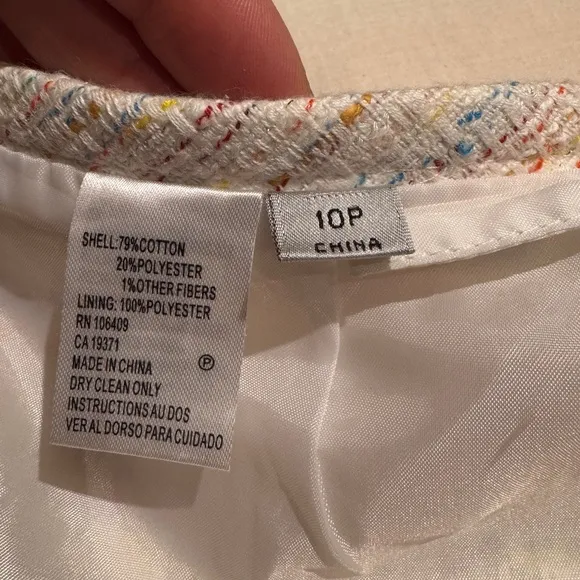 SHELL:79%COTTON
20%POLYESTER
1%OTHER FIBERS
LINING: 100%POLYESTER
RN 106409
CA 19371
MADE IN CHINA
P
DRY CLEAN ONLY
INSTRUCTIONS AU DOS
VER AL DORSO PARA CUIDADO
10P
CHINA